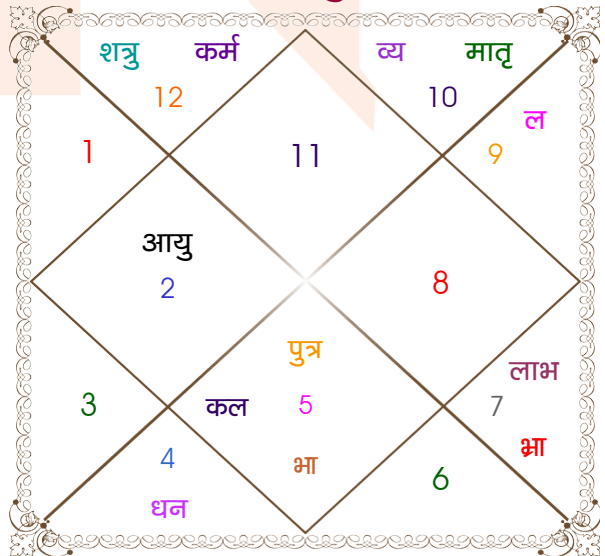 शत्रु कर्म व्य मातृ
12 10
ल
1 11 9
आयु
2 8
पुत्र
लाभ
3 कल 5 7
भ्रा
4 भा 6
धन